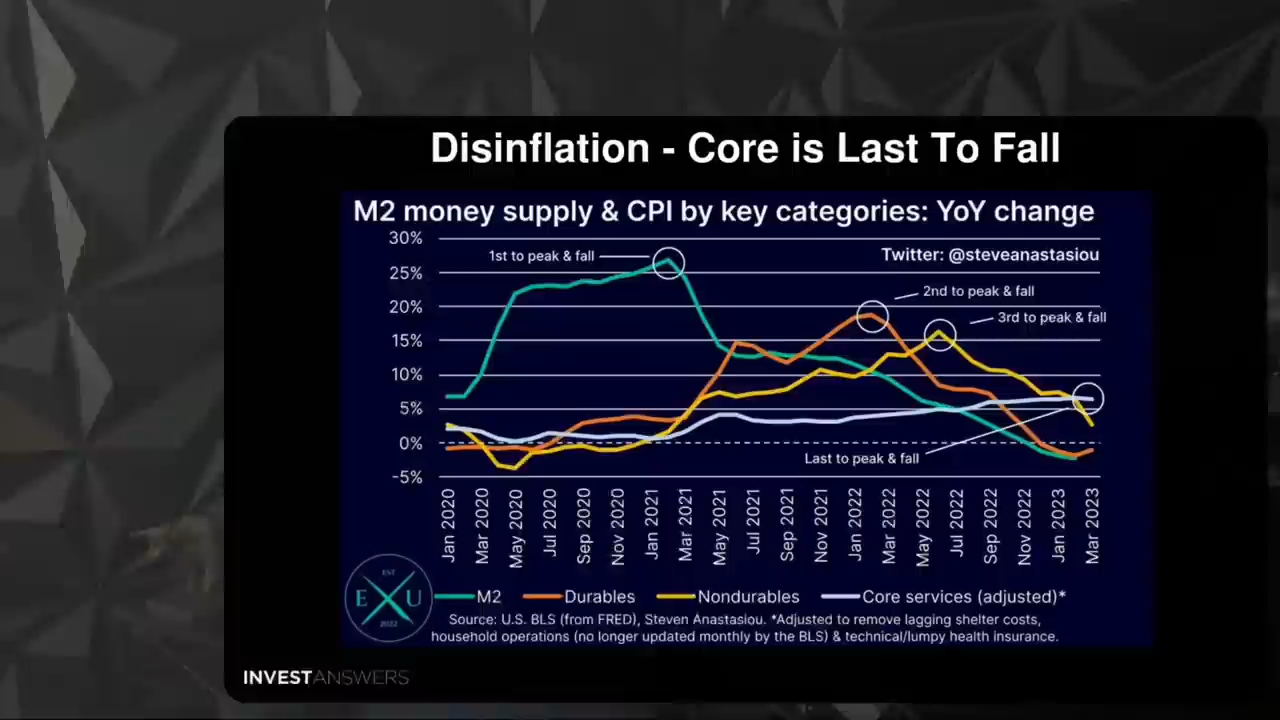 Disinflation - Core is Last To Fall
M2 money supply & CPI by key categories: YoY change
30%
1st to peak & fall
Twitter: @steveanastasiou
25%
2nd to peak & fall
20%
3rd to peak & fall
15%
10%
5%
0%
Last to peak & fall
-5%
Jan 2020
Mar 2020
May 2020
Jul 2020
Sep 2020
Nov 2020
Jan 2021
Mar 2021
May 2021
Jul 2021
Sep 2021
Nov 2021
Jan 2022
Mar 2022
May 2022
Jul 2022
Sep 2022
Nov 2022
Jan 2023
Mar 2023
EST
E U
2022
M2 Durables Nondurables Core services (adjusted)*
Source: U.S. BLS (from FRED), Steven Anastasiou. *Adjusted to remove lagging shelter costs,
household operations (no longer updated monthly by the BLS) & technical/lumpy health insurance.
INVESTANSWERS